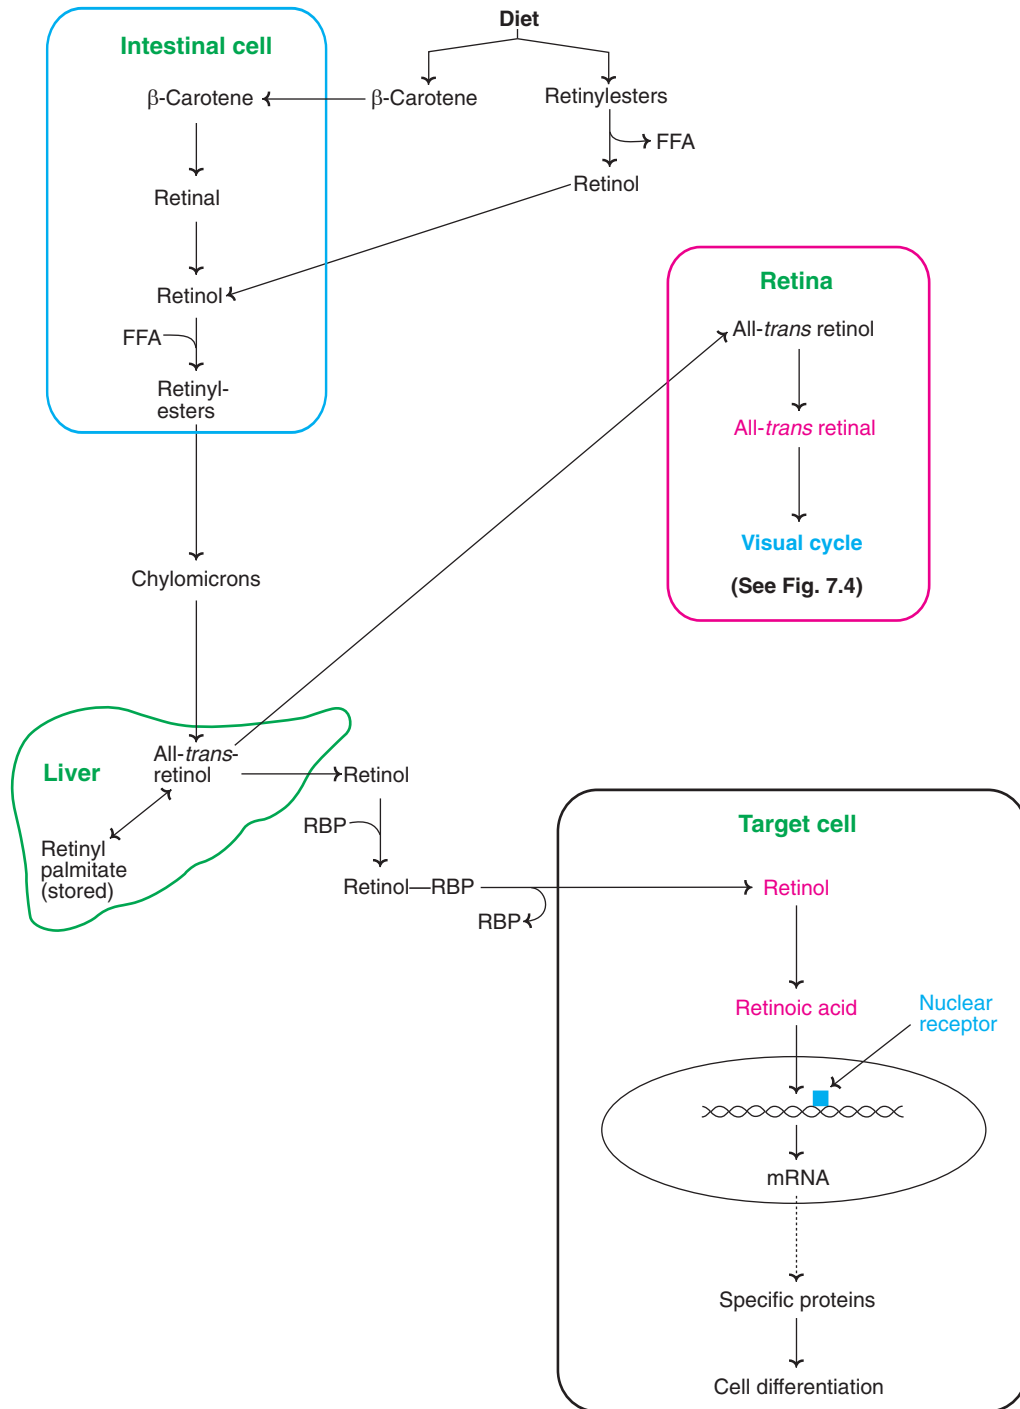 Diet
Intestinal cell
β-Carotene
β-Carotene
Retinylesters
FFA
Retinal
Retinol
Retinol
FFA
Retinyl-
esters
Retina
All-trans retinol
All-trans retinal
Visual cycle
(See Fig. 7.4)
Chylomicrons
Liver
All-trans-
retinol
Retinyl
palmitate
(stored)
Retinol
RBP
Retinol—RBP
RBP
Target cell
Retinol
Retinoic acid
Nuclear
receptor
mRNA
Specific proteins
Cell differentiation